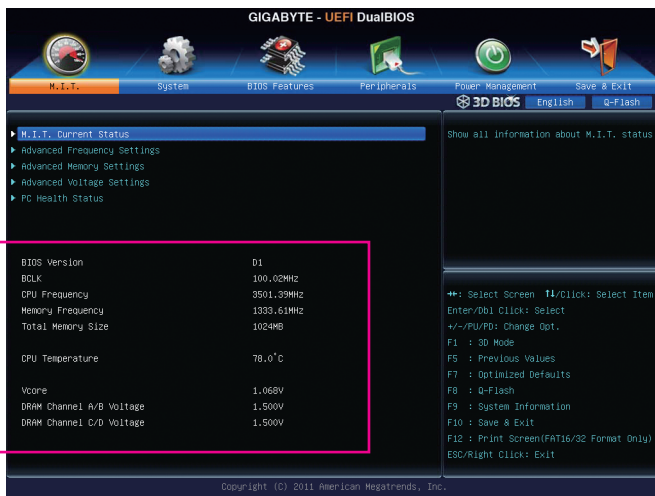 GIGABYTE - UEFI DualBIOS
M.I.T. System BIOS Features Peripherals Power Management Save & Exit
3D BIOS English Q-Flash
M.I.T. Current Status
Advanced Frequency Settings
Advanced Memory Settings
Advanced Voltage Settings
PC Health Status
Show all information about M.I.T. status
BIOS Version D1
BCLK 100.02MHz
CPU Frequency 3501.39MHz
Memory Frequency 1333.61MHz
Total Memory Size 1024MB
CPU Temperature 78.0°C
Vcore 1.068V
DRAM Channel A/B Voltage 1.500V
DRAM Channel C/D Voltage 1.500V
→←: Select Screen ↑↓/Click: Select Item
Enter/Dbl Click: Select
+/-/PU/PD: Change Opt.
F1 : 3D Mode
F5 : Previous Values
F7 : Optimized Defaults
F8 : Q-Flash
F9 : System Information
F10 : Save & Exit
F12 : Print Screen(FAT16/32 Format Only)
ESC/Right Click: Exit
Copyright (C) 2011 American Megatrends, Inc.